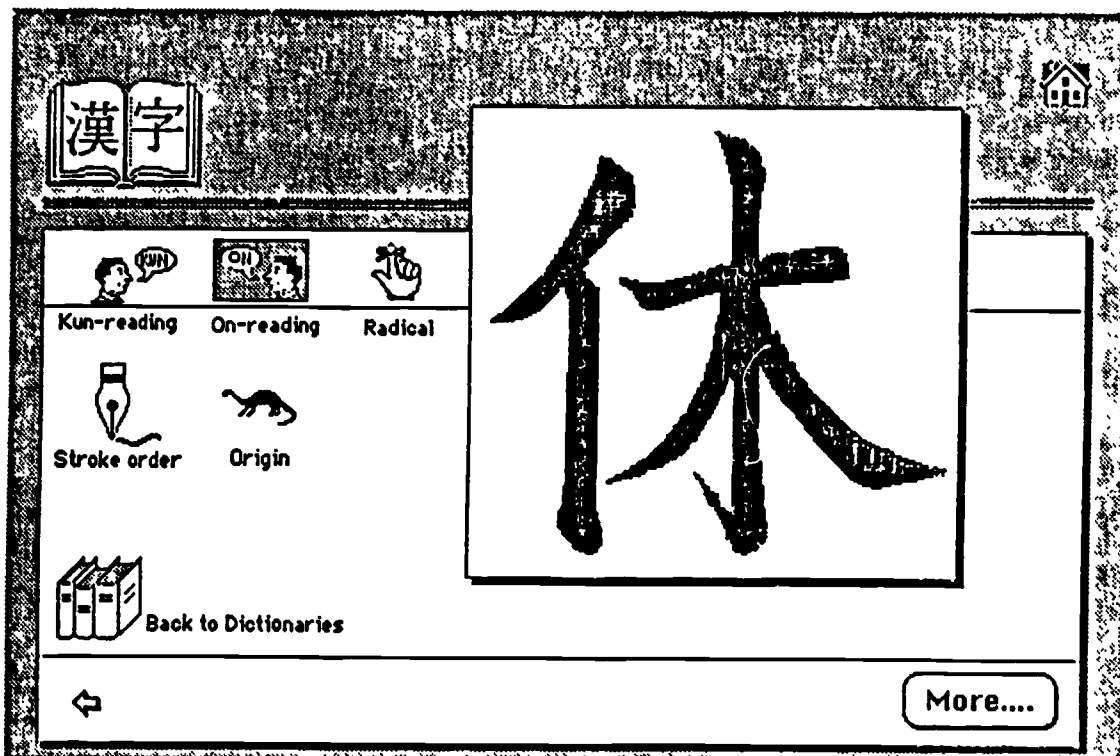 漢字
休
KUN
ON
Kun-reading
On-reading
Radical
Stroke order
Origin
Back to Dictionaries
More....